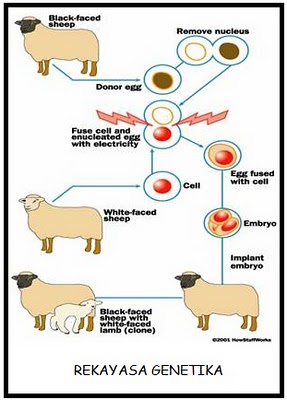 Black-faced
sheep
Remove nucleus
Donor egg
Fuse cell and
enucleated egg
with electricity
Egg fused
with cell
Cell
White-faced
sheep
Embryo
Implant
embryo
Black-faced
sheep with
white-faced
lamb (clone)
©2001 HowStuffWorks
REKAYASA GENETIKA